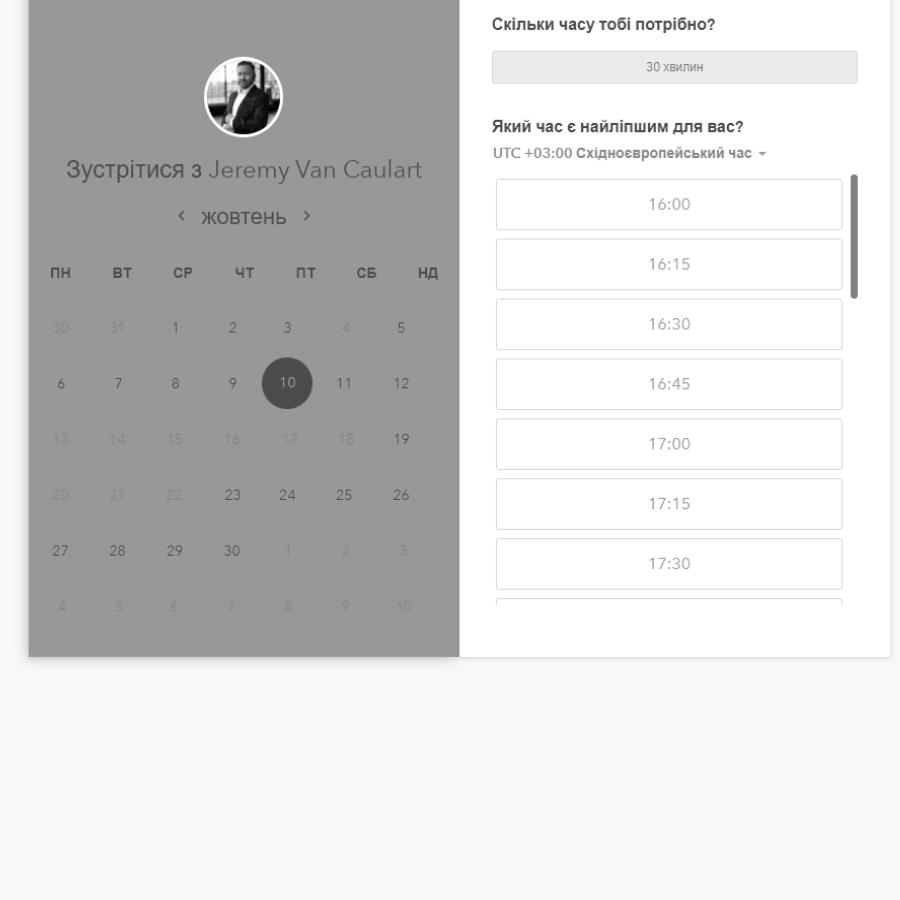 Зустрітися з Jeremy Van Caulart
жовтень
ПН ВТ СР ЧТ ПТ СБ НД
30 31 1 2 3 4 5
6 7 8 9 10 11 12
13 14 15 16 17 18 19
20 21 22 23 24 25 26
27 28 29 30 1 2 3
4 5 6 7 8 9 10
Скільки часу тобі потрібно?
30 хвилин
Який час є найліпшим для вас?
UTC +03:00 Східноєвропейський час
16:00
16:15
16:30
16:45
17:00
17:15
17:30